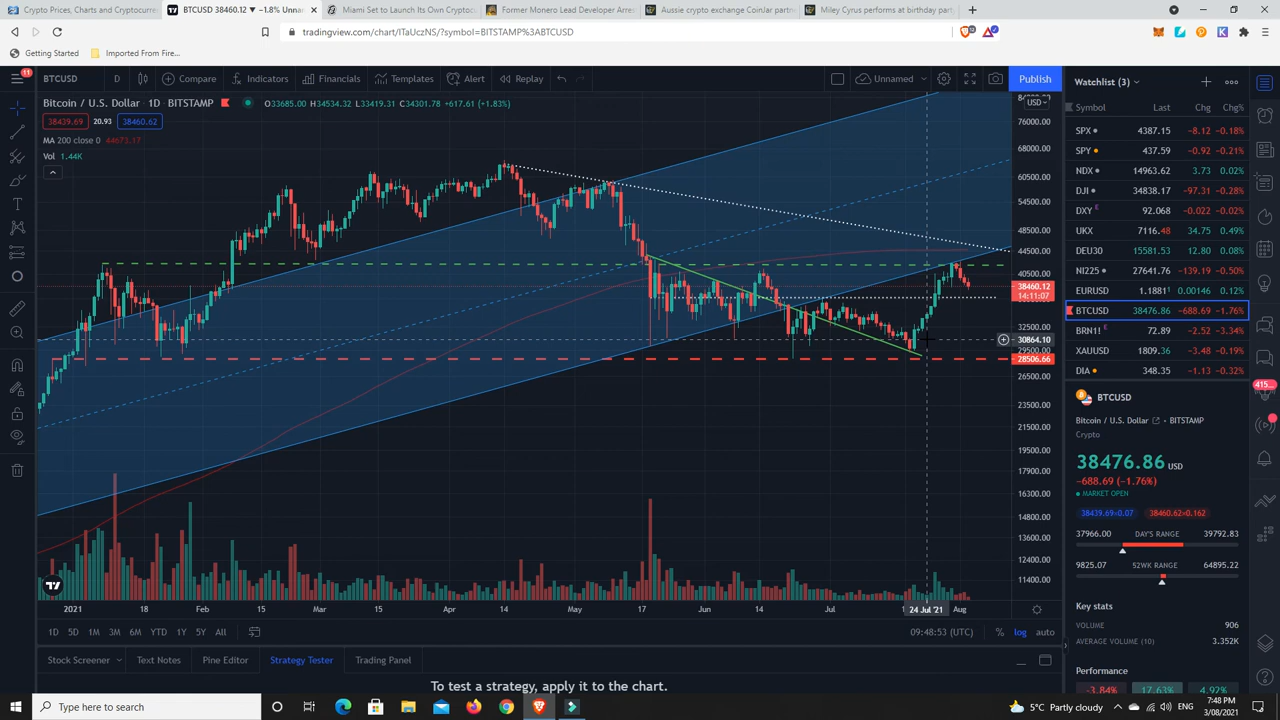 Crypto Prices, Charts and Cryptocurre
BTCUSD 38460.12 ▼ −1.8% Unnan
Miami Set to Launch Its Own Cryptoc
Former Monero Lead Developer Arres
Aussie crypto exchange CoinJar partn
Miley Cyrus performs at birthday part
tradingview.com/chart/ITaUczNS/?symbol=BITSTAMP%3ABTCUSD
Getting Started
Imported From Fire...
11
BTCUSD
D
Compare
Indicators
Financials
Templates
Alert
Replay
Unnamed
Publish
Watchlist (3)
Bitcoin / U.S. Dollar · 1D · BITSTAMP
O33685.00 H34534.32 L33419.31 C34301.78 +617.61 (+1.83%)
38439.69
20.93
38460.62
MA 200 close 0 44673.17
Vol 1.44K
USD
76000.00
68000.00
60500.00
54500.00
48500.00
44500.00
40500.00
38460.12
14:11:07
32500.00
30864.10
28506.66
26500.00
23500.00
21500.00
19500.00
17900.00
16300.00
14800.00
13600.00
12400.00
11400.00
2021
18
Feb
15
Mar
15
Apr
14
May
17
Jun
14
Jul
24 Jul '21
Aug
Symbol Last Chg Chg%
SPX 4387.15 −8.12 −0.18%
SPY 437.59 −0.92 −0.21%
NDX 14963.62 3.73 0.02%
DJI 34838.17 −97.31 −0.28%
DXY E 92.068 −0.022 −0.02%
UKX 7116.48 34.75 0.49%
DEU30 15581.53 12.80 0.08%
NI225 27641.76 −139.19 −0.50%
EURUSD 1.1881 0.00146 0.12%
BTCUSD 38476.86 −688.69 −1.76%
BRN1! E 72.89 −2.52 −3.34%
XAUUSD 1809.36 −3.48 −0.19%
DIA 348.35 −1.13 −0.32%
BTCUSD
Bitcoin / U.S. Dollar
BITSTAMP
Crypto
38476.86 USD
−688.69 (−1.76%)
MARKET OPEN
38439.69×0.07
38460.62×0.162
37966.00 DAY'S RANGE 39792.83
9825.07 52WK RANGE 64895.22
Key stats
VOLUME 906
AVERAGE VOLUME (10) 3.352K
Performance
-3.84%
17.63%
4.92%
1D 5D 1M 3M 6M YTD 1Y 5Y All
09:48:53 (UTC)
%
log
auto
Stock Screener
Text Notes
Pine Editor
Strategy Tester
Trading Panel
To test a strategy, apply it to the chart.
Type here to search
5°C Partly cloudy
7:48 PM
3/08/2021